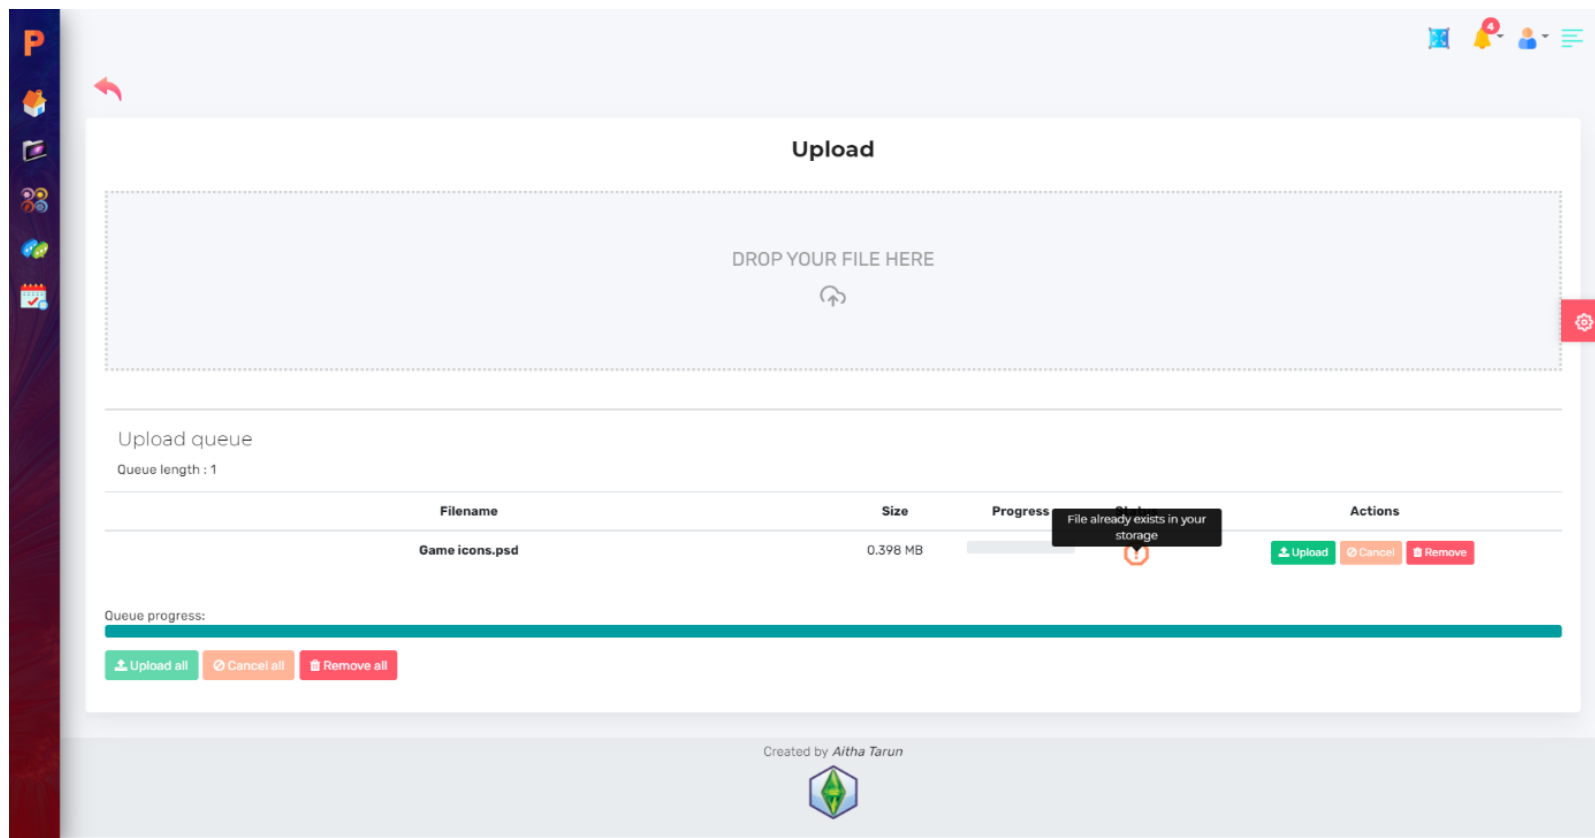 P
4
Upload
DROP YOUR FILE HERE
Upload queue
Queue length : 1
Filename Size Progress Actions
File already exists in your
storage
Game icons.psd 0.398 MB Upload Cancel Remove
Queue progress:
Upload all Cancel all Remove all
Created by Aitha Tarun